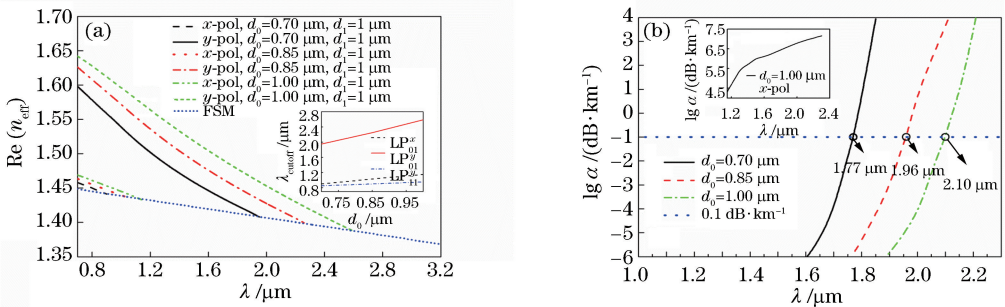 (a)
1.70
1.65
1.60
1.55
1.50
1.45
1.40
1.35
Re (n_eff)
x-pol, d₀=0.70 μm, d₁=1 μm
y-pol, d₀=0.70 μm, d₁=1 μm
x-pol, d₀=0.85 μm, d₁=1 μm
y-pol, d₀=0.85 μm, d₁=1 μm
x-pol, d₀=1.00 μm, d₁=1 μm
y-pol, d₀=1.00 μm, d₁=1 μm
FSM
2.8
2.4
2.0
1.6
1.2
0.8
λ_cutoff /μm
LP₀₁ˣ
LP₀₁ʸ
LP₁₁ʸ
0.75 0.85 0.95
d₀ /μm
0.8 1.2 1.6 2.0 2.4 2.8 3.2
λ /μm
(b)
4
3
2
1
0
−1
−2
−3
−4
−5
−6
lg α /(dB· km⁻¹)
7.5
6.5
5.5
4.5
lg α /(dB· km⁻¹)
d₀=1.00 μm
x-pol
1.2 1.6 2.0 2.4
λ /μm
1.77 μm
1.96 μm
2.10 μm
d₀=0.70 μm
d₀=0.85 μm
d₀=1.00 μm
0.1 dB· km⁻¹
1.0 1.2 1.4 1.6 1.8 2.0 2.2
λ /μm